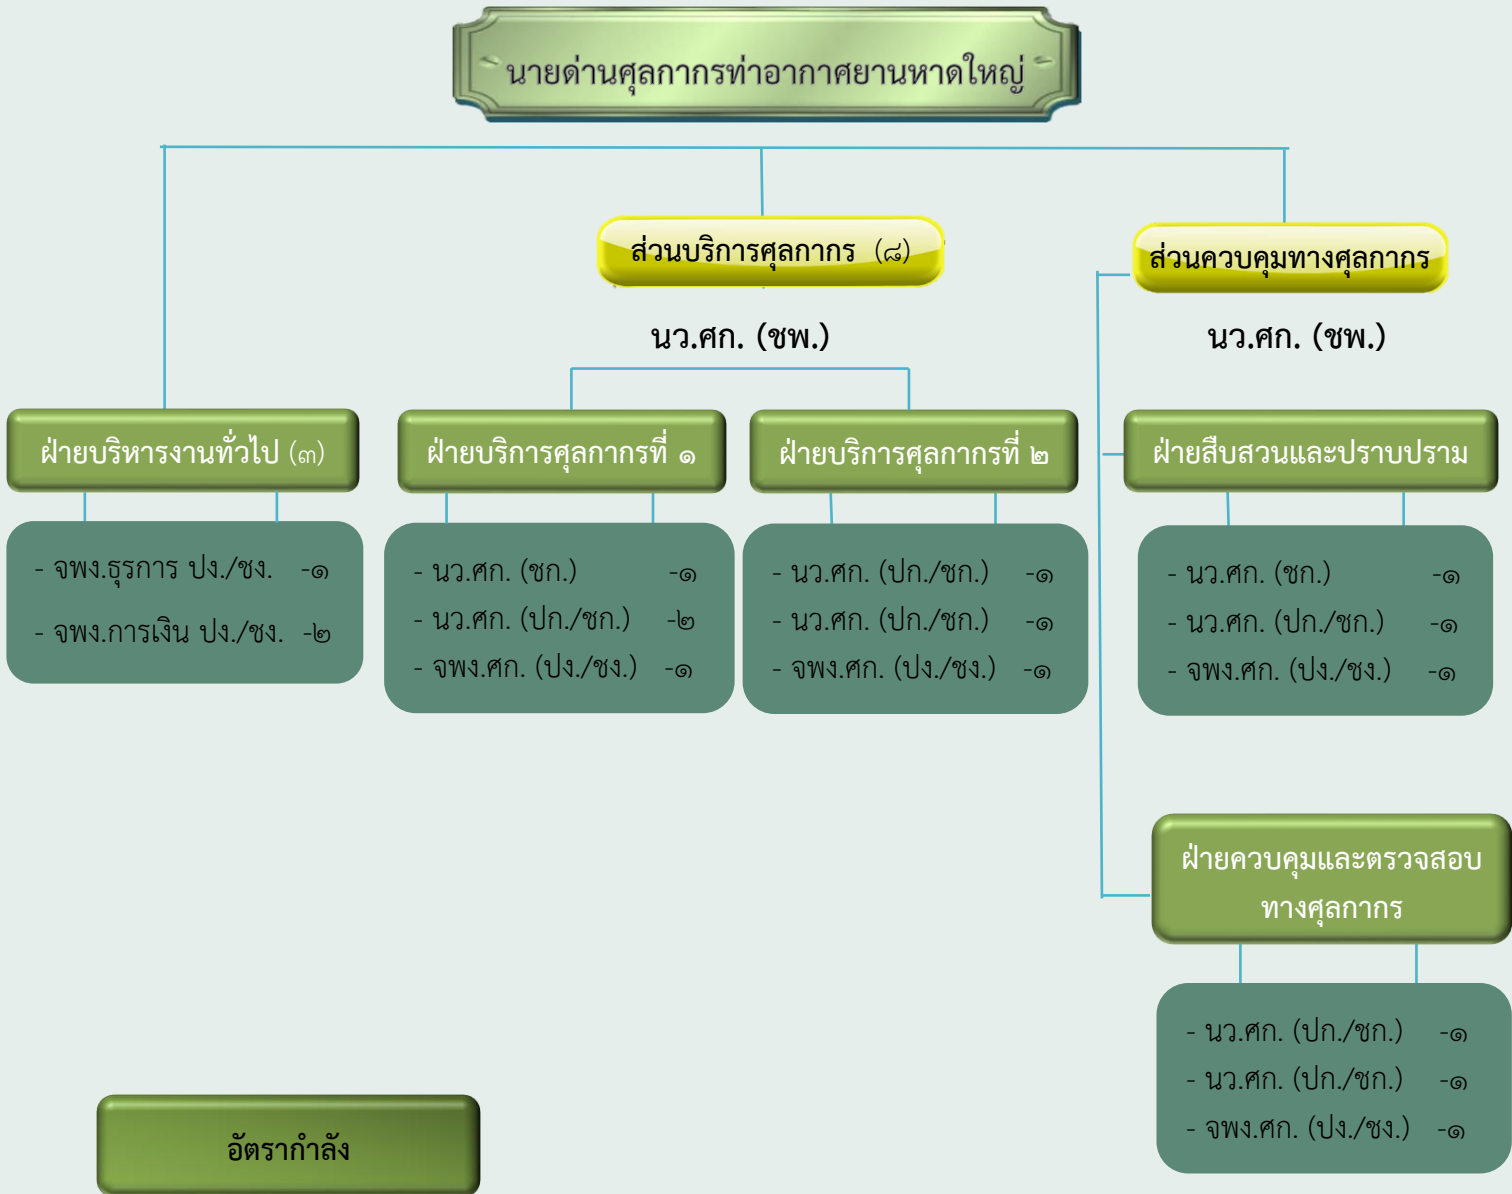 นายด่านศุลกากรท่าอากาศยานหาดใหญ่
ส่วนบริการศุลกากร (๘)
ส่วนควบคุมทางศุลกากร
นว.ศก. (ชพ.)
นว.ศก. (ชพ.)
ฝ่ายบริหารงานทั่วไป (๓)
ฝ่ายบริการศุลกากรที่ ๑
ฝ่ายบริการศุลกากรที่ ๒
ฝ่ายสืบสวนและปราบปราม
- จพง.ธุรการ ปง./ชง. -๑
- จพง.การเงิน ปง./ชง. -๒
- นว.ศก. (ชก.) -๑
- นว.ศก. (ปก./ชก.) -๒
- จพง.ศก. (ปง./ชง.) -๑
- นว.ศก. (ปก./ชก.) -๑
- นว.ศก. (ปก./ชก.) -๑
- จพง.ศก. (ปง./ชง.) -๑
- นว.ศก. (ชก.) -๑
- นว.ศก. (ปก./ชก.) -๑
- จพง.ศก. (ปง./ชง.) -๑
ฝ่ายควบคุมและตรวจสอบ
ทางศุลกากร
- นว.ศก. (ปก./ชก.) -๑
- นว.ศก. (ปก./ชก.) -๑
- จพง.ศก. (ปง./ชง.) -๑
อัตรากำลัง